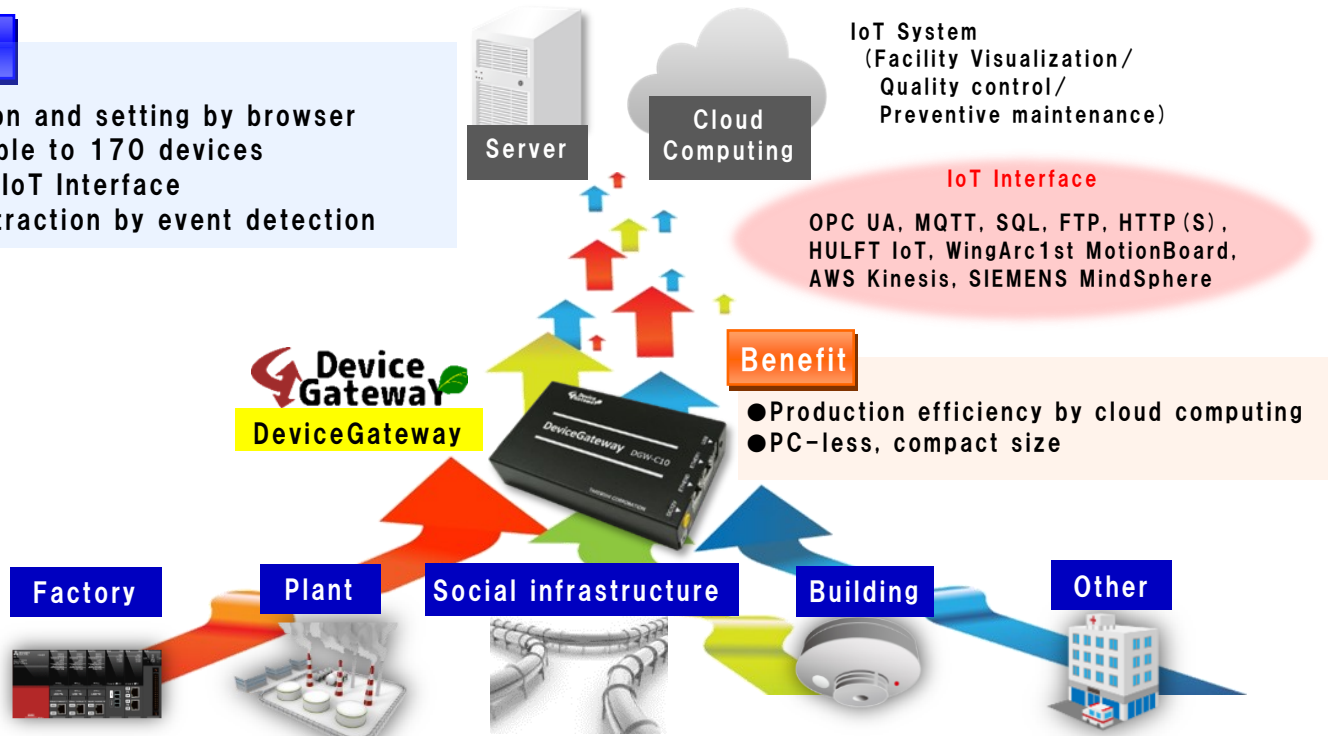 on and setting by browser
ble to 170 devices
IoT Interface
traction by event detection
Server
Cloud
Computing
IoT System
(Facility Visualization/
Quality control/
Preventive maintenance)
IoT Interface
OPC UA, MQTT, SQL, FTP, HTTP(S),
HULFT IoT, WingArc1st MotionBoard,
AWS Kinesis, SIEMENS MindSphere
Device
Gateway
DeviceGateway
Device
Gateway
DeviceGateway DGW-C10
Benefit
●Production efficiency by cloud computing
●PC-less, compact size
Factory
Plant
Social infrastructure
Building
Other